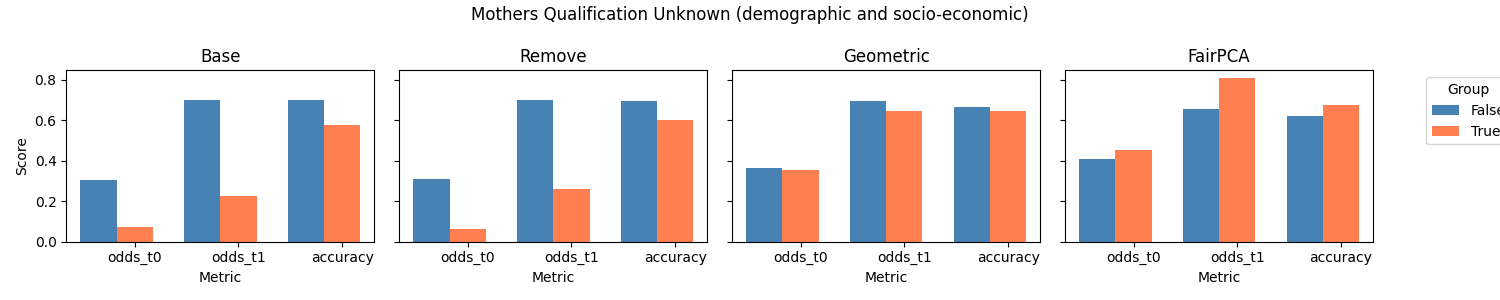 Mothers Qualification Unknown (demographic and socio-economic)
Base
Remove
Geometric
FairPCA
Score
0.8
0.6
0.4
0.2
0.0
odds_t0 odds_t1 accuracy
Metric
odds_t0 odds_t1 accuracy
Metric
odds_t0 odds_t1 accuracy
Metric
odds_t0 odds_t1 accuracy
Metric
Group
False
True